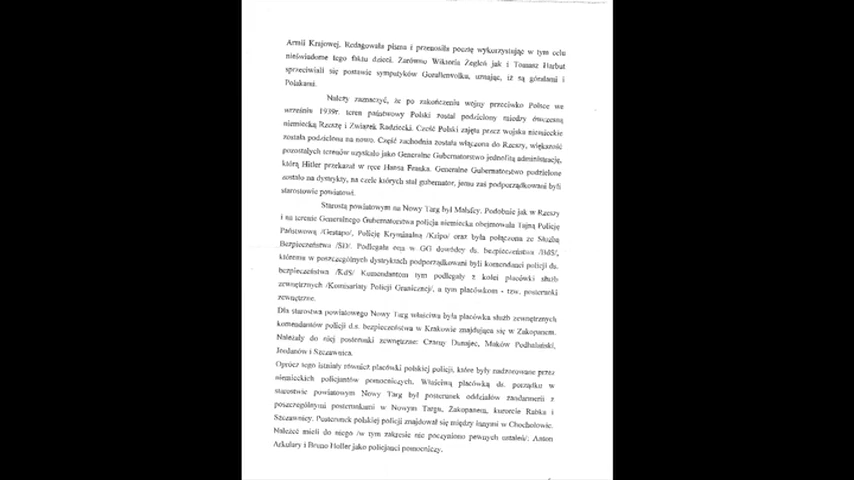 Armii Krajowej. Redagowała pisma i przenosiła pocztę wykorzystując w tym celu
nieświadome tego faktu dzieci. Zarówno Wiktoria Zegleń jak i Tomasz Harbut
sprzeciwiali się postawie sympatyków Goralenvolku, uznając, iż są góralami i
Polakami.
Należy zaznaczyć, że po zakończeniu wojny przeciwko Polsce we
wrześniu 1939r. teren państwowy Polski został podzielony między ówczesną
niemiecką Rzeszę i Związek Radziecki. Cześć Polski zajęta przez wojska niemieckie
została podzielona na nowo. Część zachodnia została włączona do Rzeszy, większość
pozostałych terenów uzyskała jako Generalne Gubernatorstwo jednolitą administrację,
którą Hitler przekazał w ręce Hansa Franka. Generalne Gubernatorstwo podzielone
zostało na dystrykty, na czele których stał gubernator, jemu zaś podporządkowani byli
starostowie powiatowi.
Starostą powiatowym na Nowy Targ był Malsfey. Podobnie jak w Rzeszy
i na terenie Generalnego Gubernatorstwa policja niemiecka obejmowała Tajną Policję
Państwową /Gestapo/, Policję Kryminalną /Kripo/ oraz była połączona ze Służbą
Bezpieczeństwa /SD/. Podlegała ona w GG dowódcy ds. bezpieczeństwa /BdS/,
któremu w poszczególnych dystryktach podporządkowani byli komendanci policji ds.
bezpieczeństwa /KdS/ Komendantom tym podlegały z kolei placówki służb
zewnętrznych /Komisariaty Policji Granicznej/, a tym placówkom - tzw. posterunki
zewnętrzne.
Dla starostwa powiatowego Nowy Targ właściwą była placówka służb zewnętrznych
komendantów policji d.s. bezpieczeństwa w Krakowie znajdująca się w Zakopanem.
Należały do niej posterunki zewnętrzne: Czarny Dunajec, Maków Podhalański,
Jordanów i Szczawnica.
Oprócz tego istniały również placówki polskiej policji, które były nadzorowane przez
niemieckich policjantów pomocniczych. Właściwą placówką ds. porządku w
starostwie powiatowym Nowy Targ był posterunek oddziałów żandarmerii z
poszczególnymi posterunkami w Nowym Targu, Zakopanem, kurorcie Rabka i
Szczawnicy. Posterunek polskiej policji znajdował się między innymi w Chochołowie.
Należeć mieli do niego /w tym zakresie nie poczyniono pewnych ustaleń/: Anton
Arkulary i Bruno Holler jako policjanci pomocniczy.